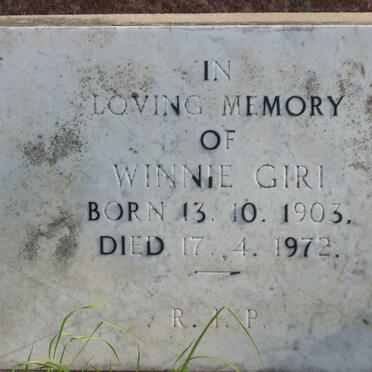 IN
LOVING MEMORY
OF
WINNIE GIRI
BORN 13. 10. 1903.
DIED 17. 4. 1972.
R. I. P.